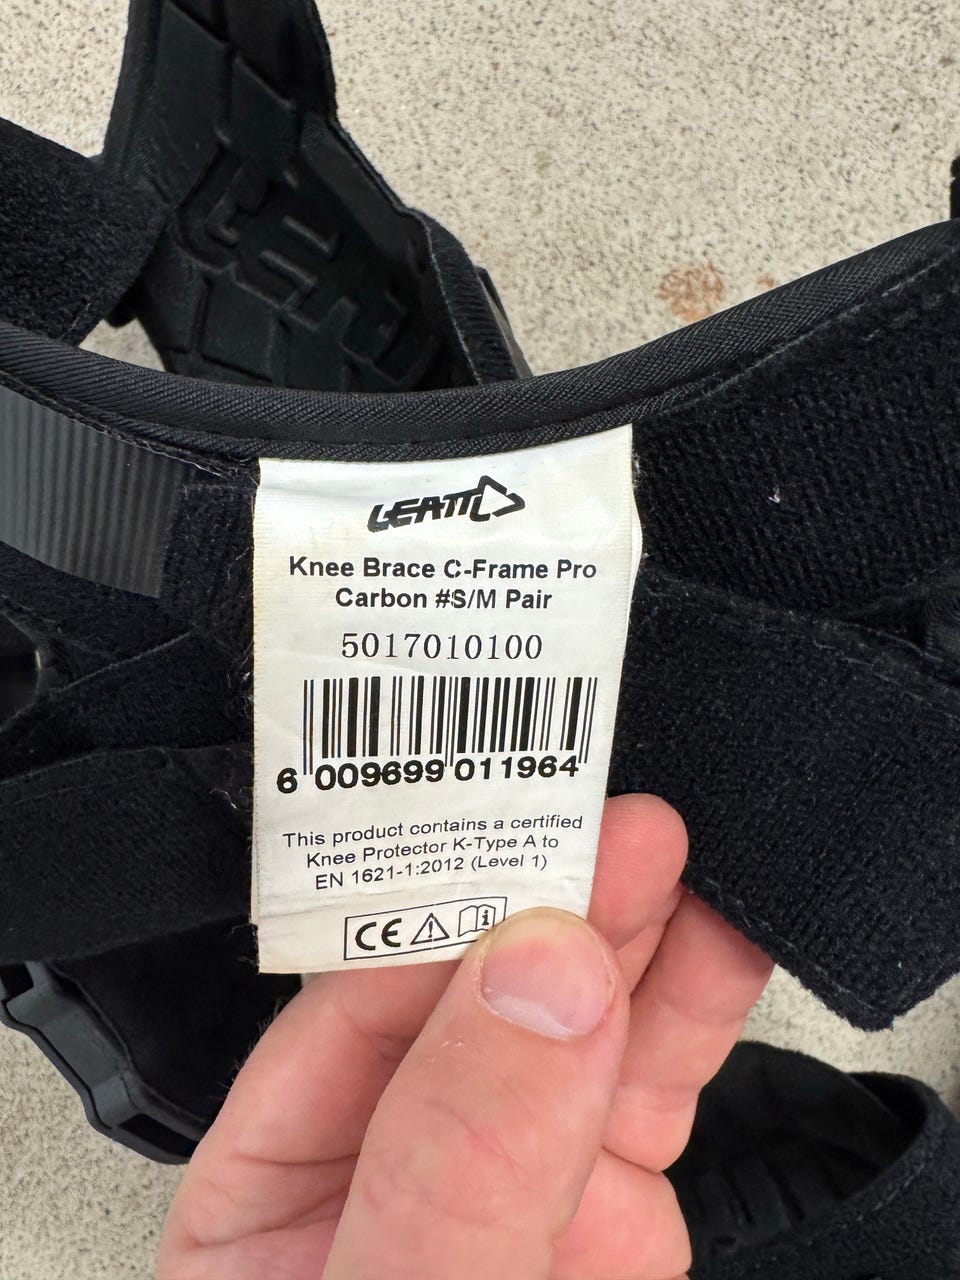 LEATT
Knee Brace C-Frame Pro
Carbon #S/M Pair
5017010100
6 009699 011964
This product contains a certified
Knee Protector K-Type A to
EN 1621-1:2012 (Level 1)
CE